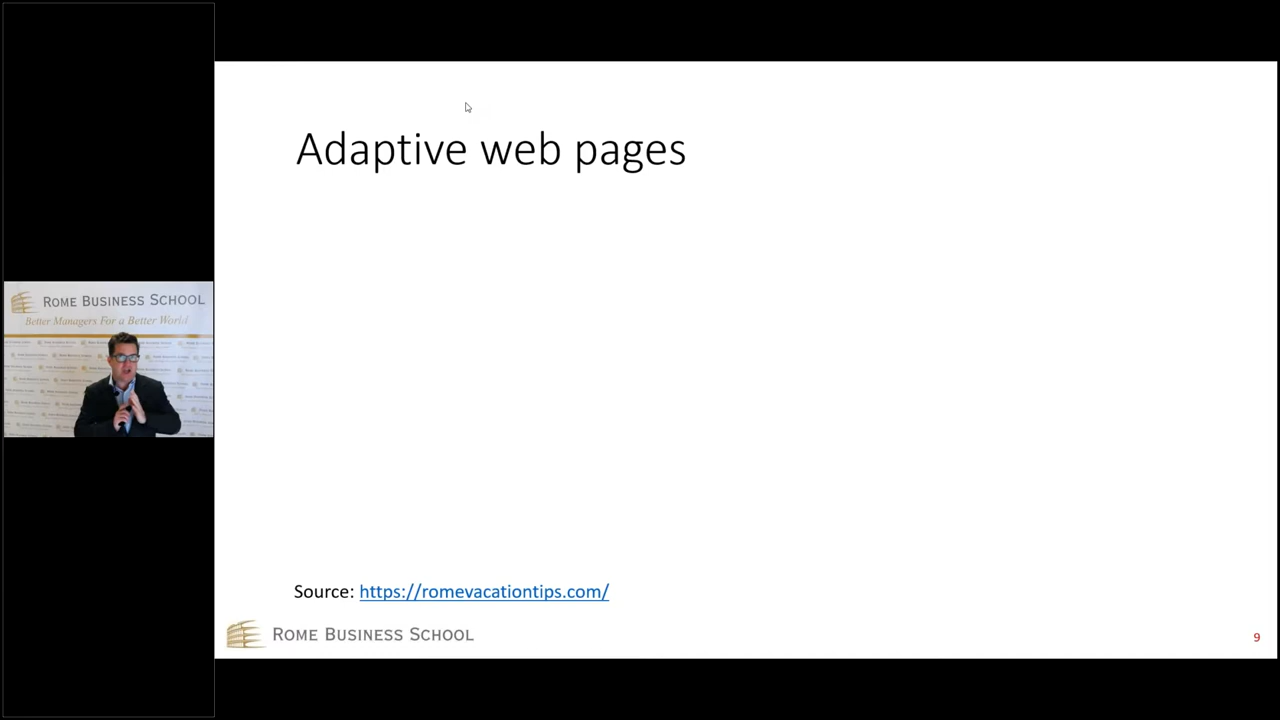 Adaptive web pages
ROME BUSINESS SCHOOL
Better Managers For a Better World
Source: https://romevacationtips.com/
ROME BUSINESS SCHOOL
9